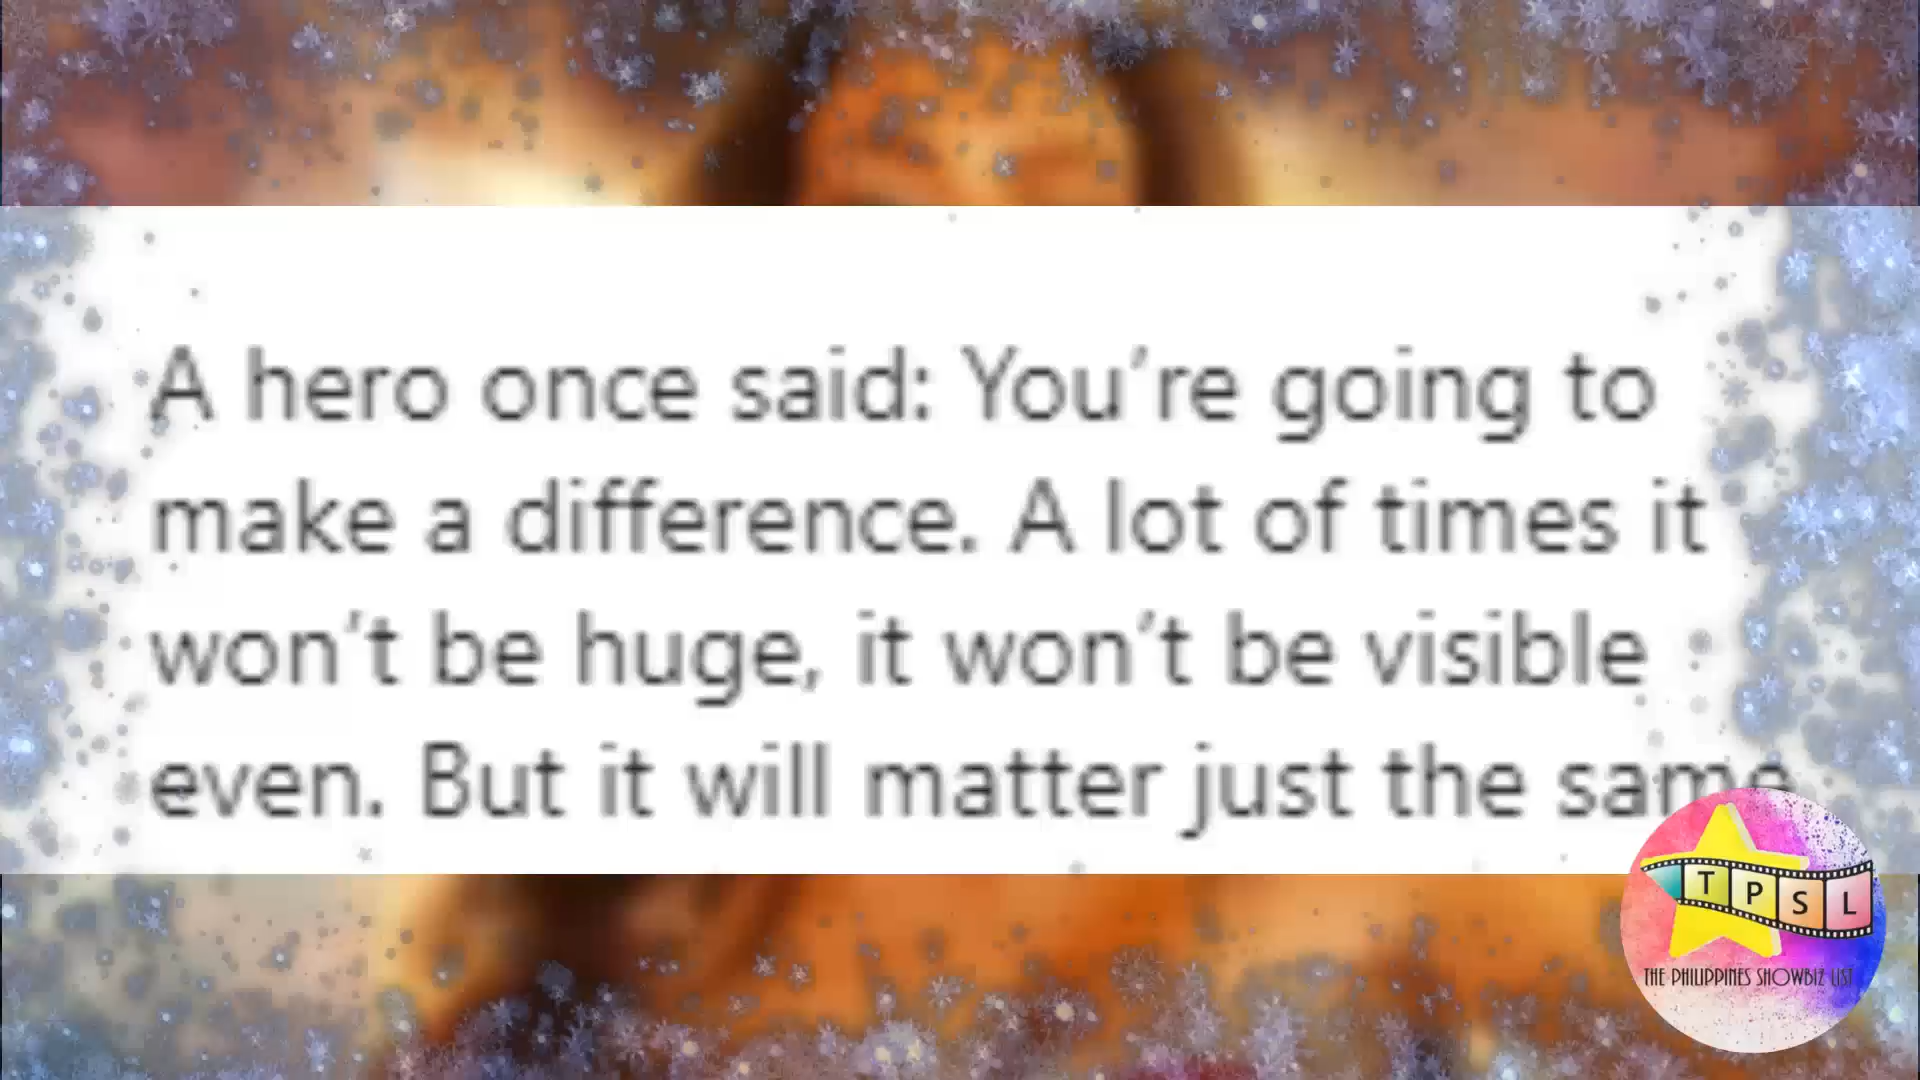 A hero once said: You’re going to
make a difference. A lot of times it
won’t be huge, it won’t be visible
even. But it will matter just the same
TPSL
THE PHILIPPINES SHOWBIZ LIST